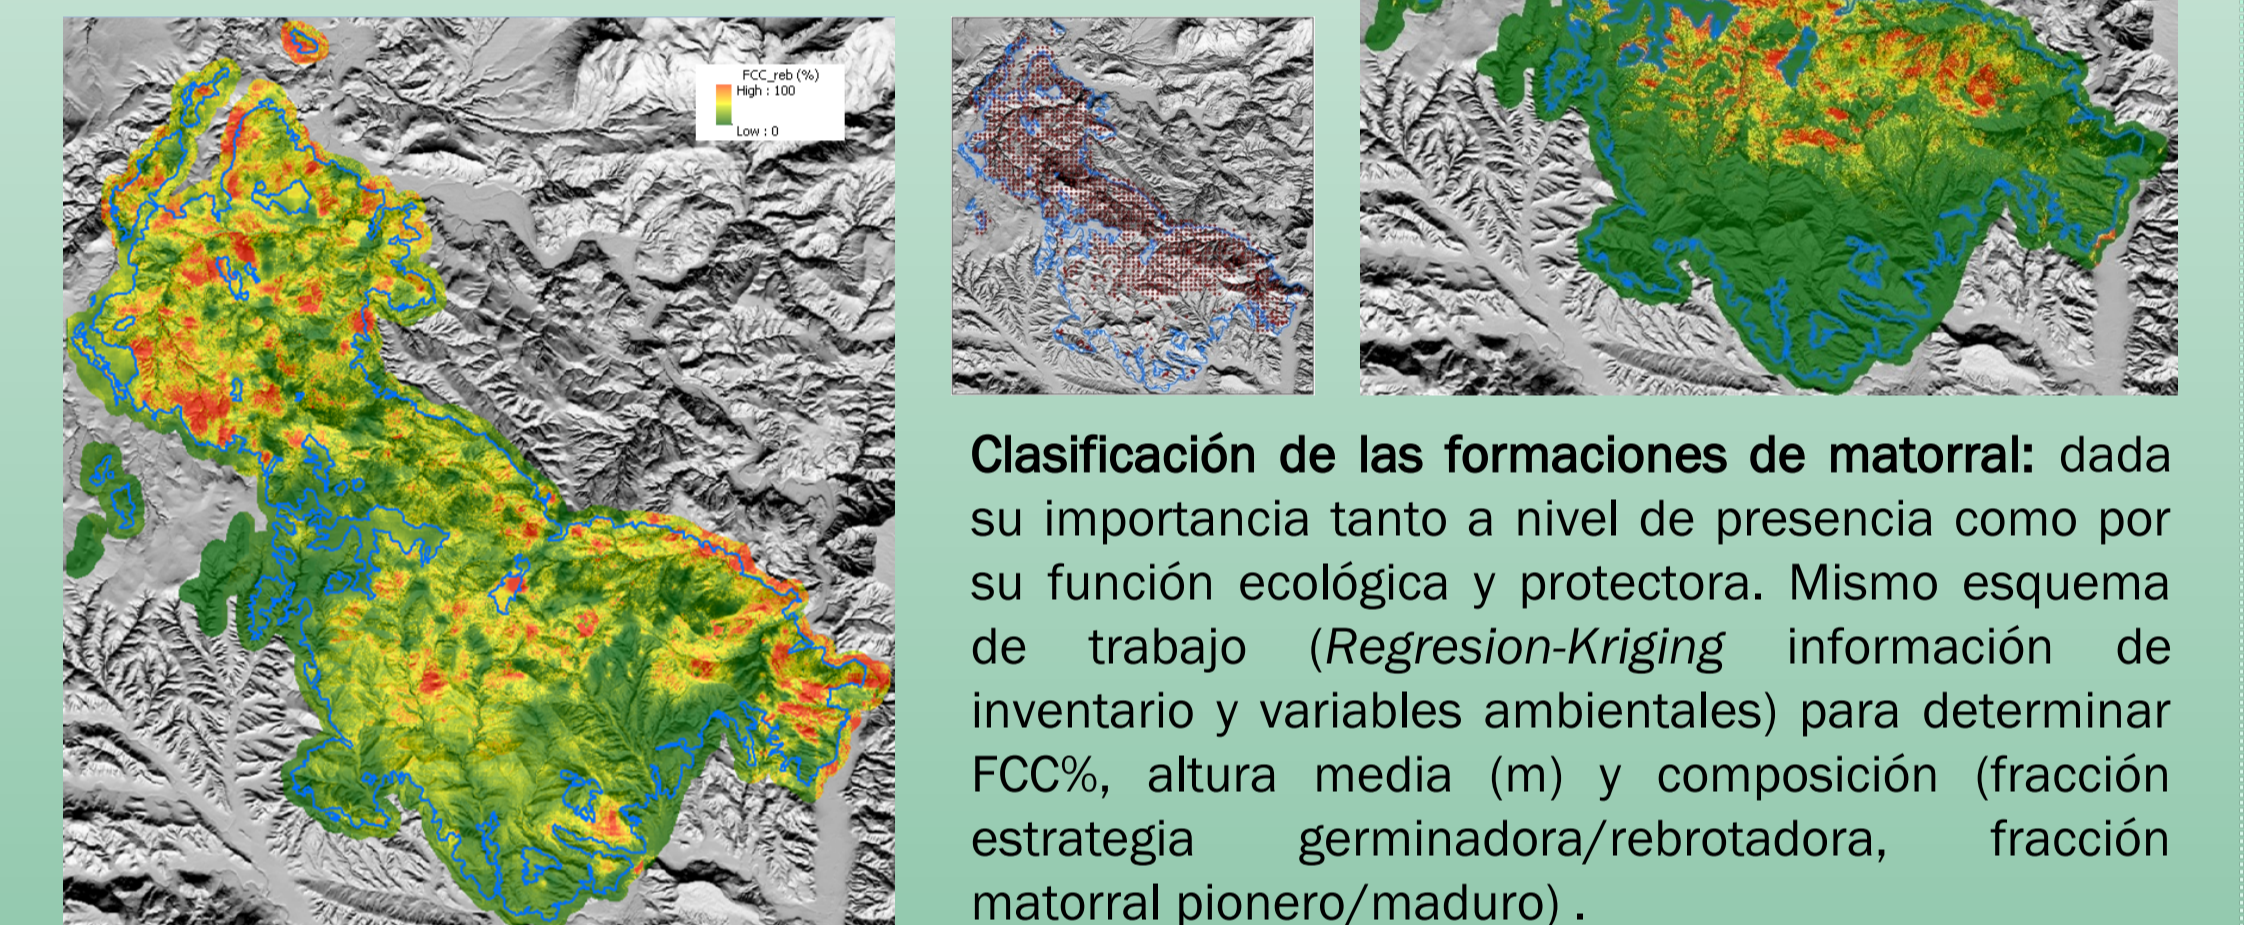 FCC_reb (%)
High : 100
Low : 0
Clasificación de las formaciones de matorral: dada
su importancia tanto a nivel de presencia como por
su función ecológica y protectora. Mismo esquema
de trabajo (Regresion-Kriging información de
inventario y variables ambientales) para determinar
FCC%, altura media (m) y composición (fracción
estrategia germinadora/rebrotadora, fracción
matorral pionero/maduro) .